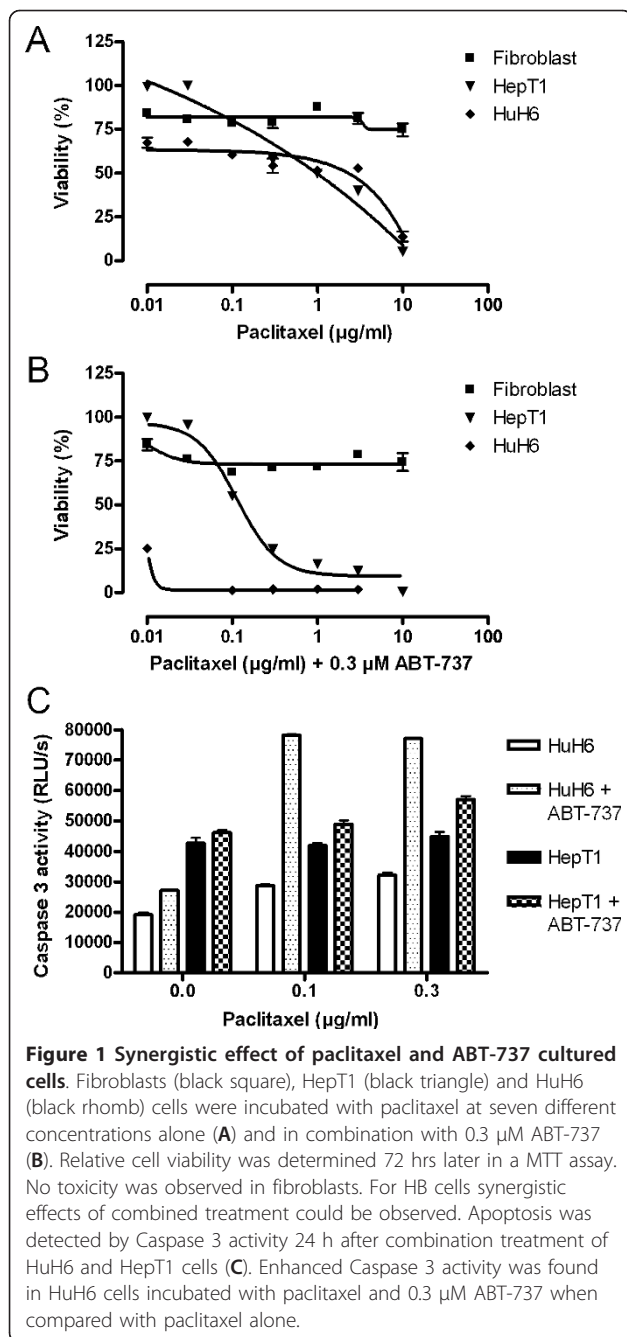 A
125
100
75
50
25
0
Viability (%)
Fibroblast
HepT1
HuH6
0.01 0.1 1 10 100
Paclitaxel (µg/ml)
B
125
100
75
50
25
0
Viability (%)
Fibroblast
HepT1
HuH6
0.01 0.1 1 10 100
Paclitaxel (µg/ml) + 0.3 µM ABT-737
C
80000
70000
60000
50000
40000
30000
20000
10000
0
Caspase 3 activity (RLU/s)
HuH6
HuH6 +
ABT-737
HepT1
HepT1 +
ABT-737
0.0 0.1 0.3
Paclitaxel (µg/ml)
Figure 1 Synergistic effect of paclitaxel and ABT-737 cultured
cells. Fibroblasts (black square), HepT1 (black triangle) and HuH6
(black rhomb) cells were incubated with paclitaxel at seven different
concentrations alone (A) and in combination with 0.3 µM ABT-737
(B). Relative cell viability was determined 72 hrs later in a MTT assay.
No toxicity was observed in fibroblasts. For HB cells synergistic
effects of combined treatment could be observed. Apoptosis was
detected by Caspase 3 activity 24 h after combination treatment of
HuH6 and HepT1 cells (C). Enhanced Caspase 3 activity was found
in HuH6 cells incubated with paclitaxel and 0.3 µM ABT-737 when
compared with paclitaxel alone.